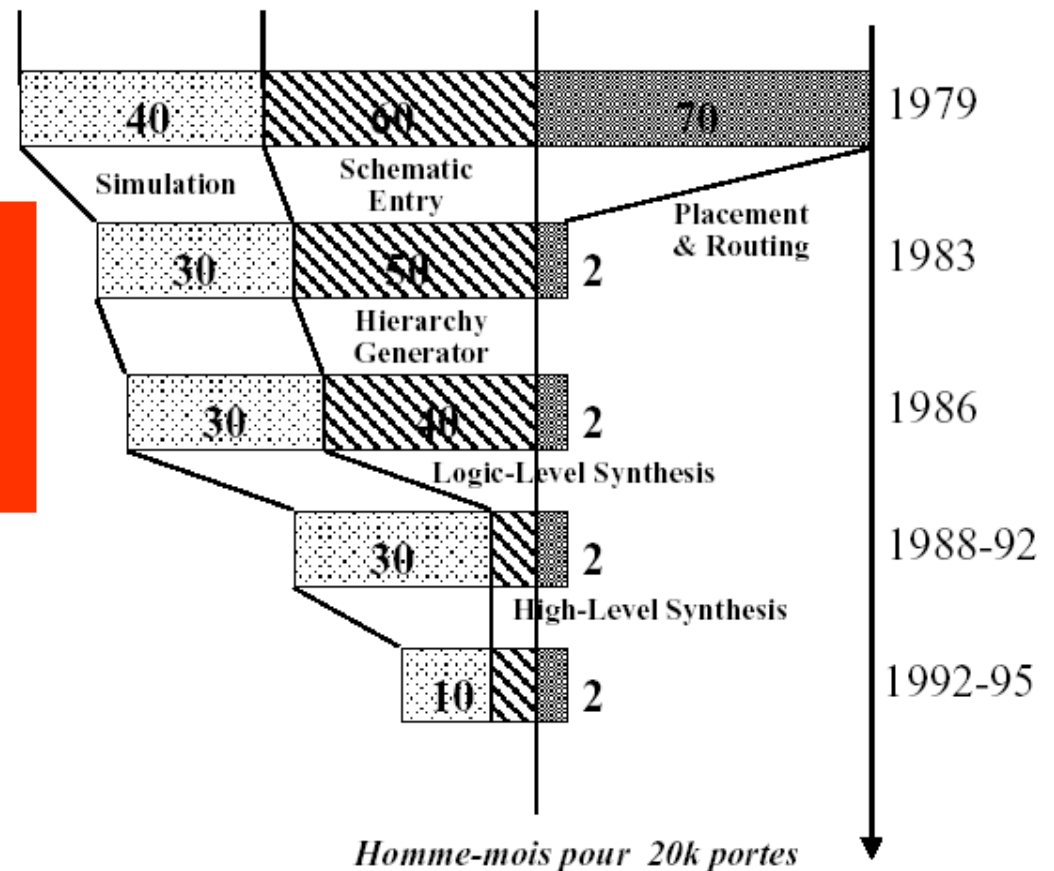 40 60 70 1979
Simulation
Schematic
Entry
Placement
& Routing
30 50 2 1983
Hierarchy
Generator
30 40 2 1986
Logic-Level Synthesis
30 2 1988-92
High-Level Synthesis
10 2 1992-95
Homme-mois pour 20k portes